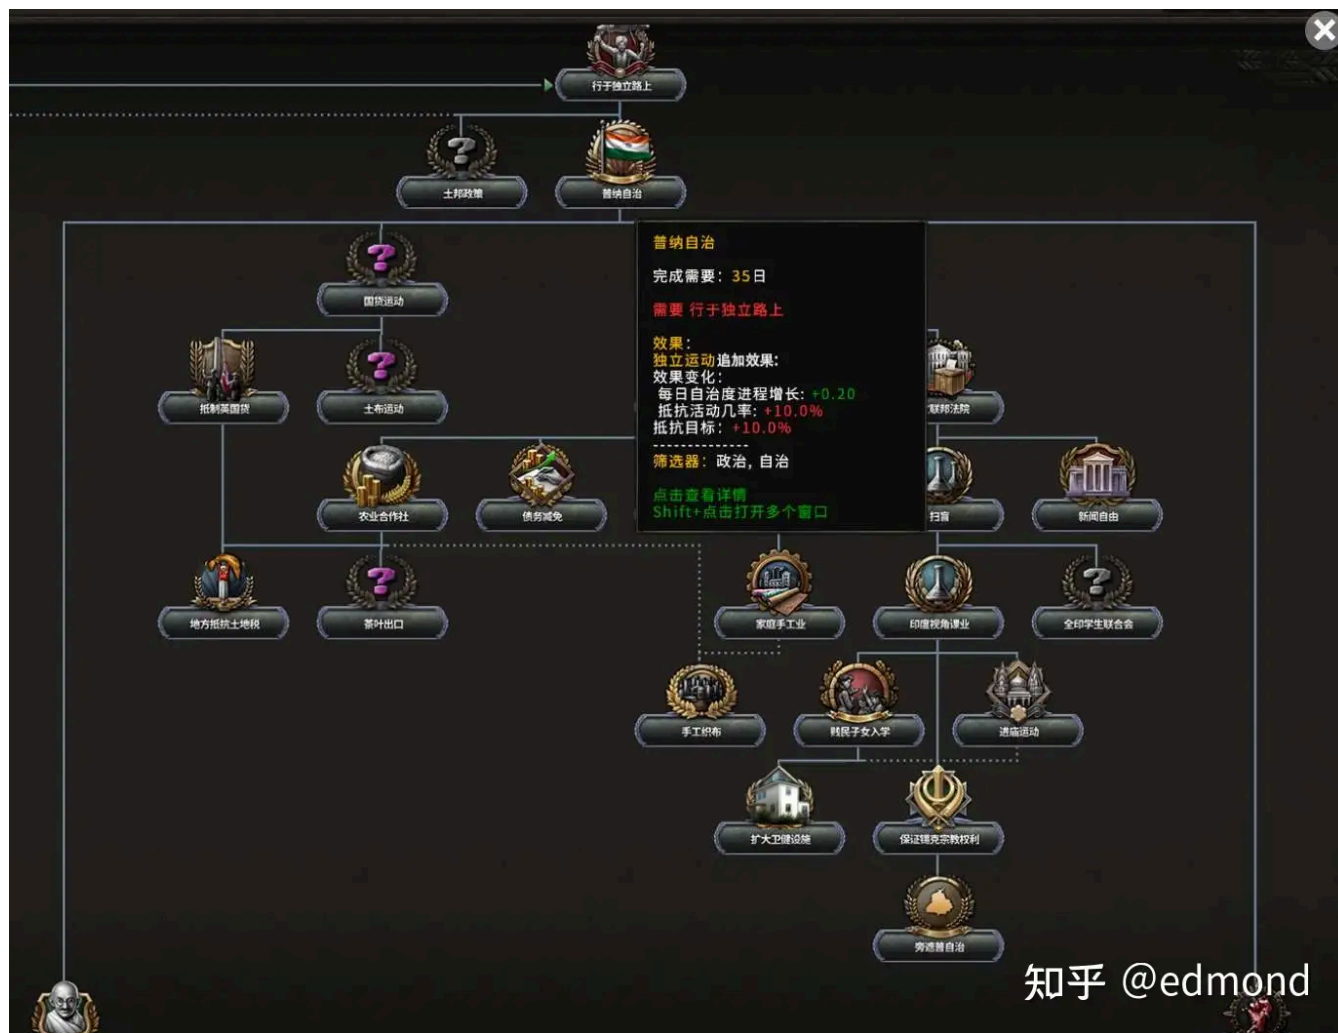 行于独立路上
土邦政策
普纳自治
普纳自治
完成需要：35日
需要 行于独立路上
效果：
独立运动追加效果:
效果变化:
每日自治度进程增长: +0.20
抵抗活动几率: +10.0%
抵抗目标: +10.0%
--------------
筛选器：政治, 自治
点击查看详情
Shift+点击打开多个窗口
国货运动
抵制英国货
土布运动
联邦法院
农业合作社
债务减免
扫盲
新闻自由
地方抵抗土地税
茶叶出口
家庭手工业
印度视角课业
全印学生联合会
手工织布
贱民子女入学
进庙运动
扩大卫健设施
保证锡克宗教权利
旁遮普自治
知乎 @edmond